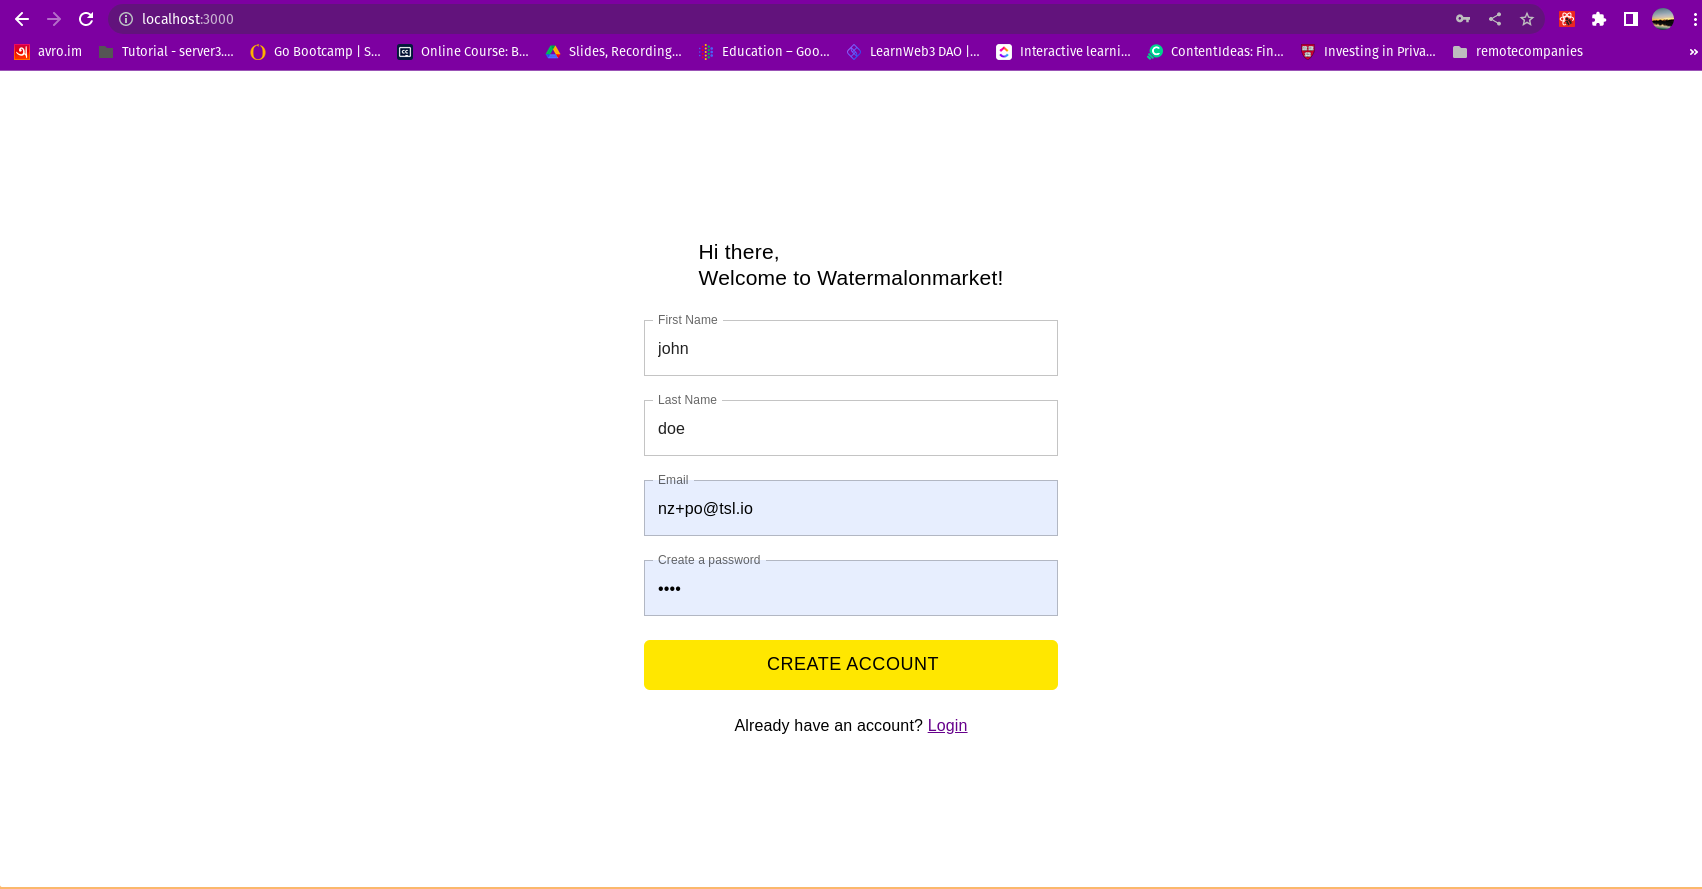 localhost:3000
avro.im Tutorial - server3.... Go Bootcamp | S... Online Course: B... Slides, Recording... Education – Goo... LearnWeb3 DAO |... Interactive learni... ContentIdeas: Fin... Investing in Priva... remotecompanies »
Hi there,
Welcome to Watermalonmarket!
First Name
john
Last Name
doe
Email
nz+po@tsl.io
Create a password
••••
CREATE ACCOUNT
Already have an account? Login